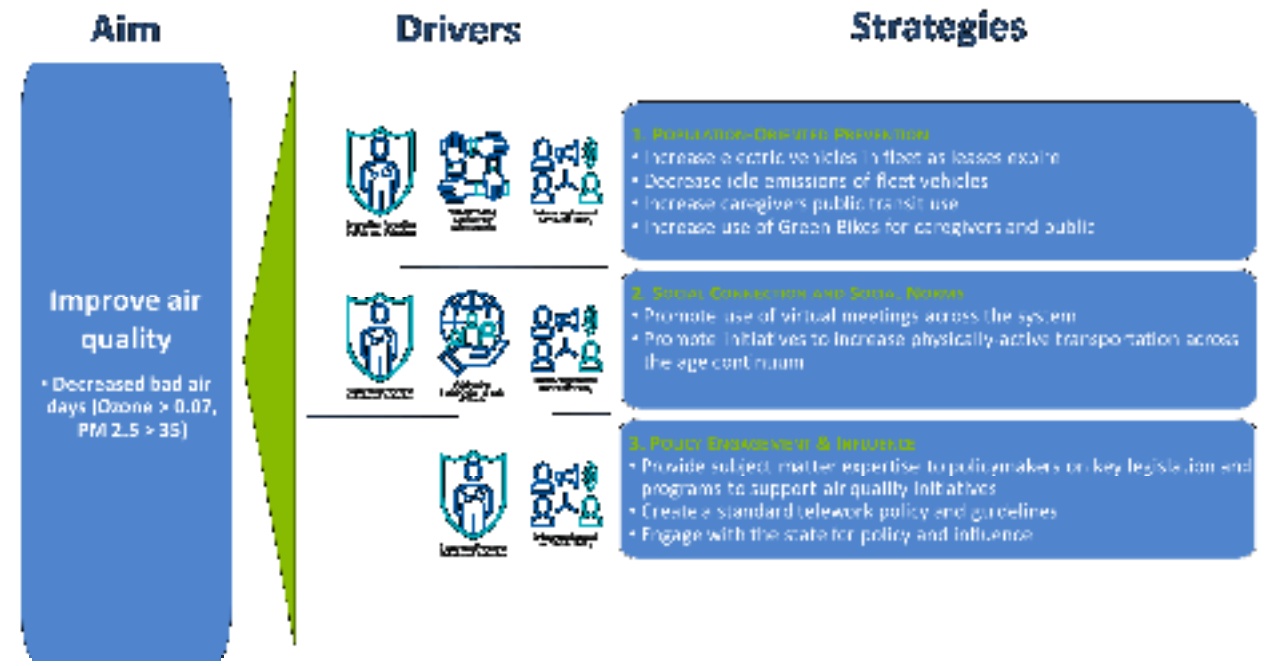 Aim
Drivers
Strategies
Improve air
quality
• Decreased bad air
days (Ozone > 0.07,
PM 2.5 > 35)
1. Population-Oriented Prevention
• Increase electric vehicles in fleet as leases expire
• Decrease idle emissions of fleet vehicles
• Increase caregivers public transit use
• Increase use of Green Bikes for caregivers and public
2. Social Connection and Social Norms
• Promote use of virtual meetings across the system
• Promote initiatives to increase physically-active transportation across
the age continuum
3. Policy Engagement & Influence
• Provide subject matter expertise to policymakers on key legislation and
programs to support air quality initiatives
• Create a standard telework policy and guidelines
• Engage with the state for policy and influence